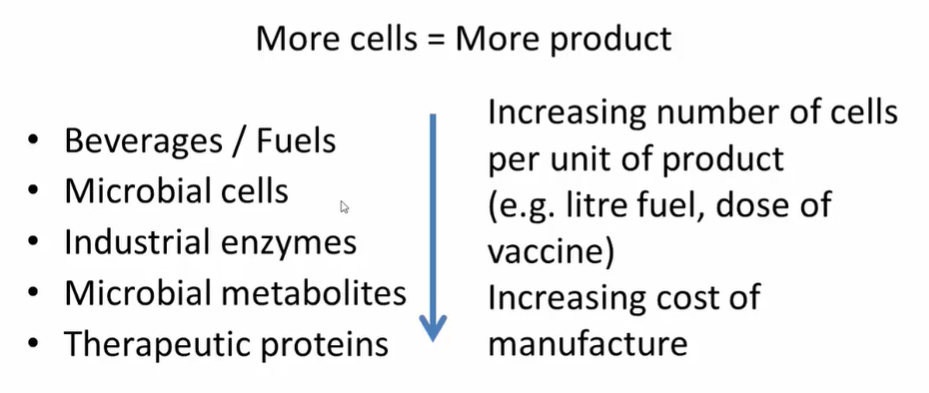 More cells = More product
• Beverages / Fuels
• Microbial cells
• Industrial enzymes
• Microbial metabolites
• Therapeutic proteins
Increasing number of cells
per unit of product
(e.g. litre fuel, dose of
vaccine)
Increasing cost of
manufacture